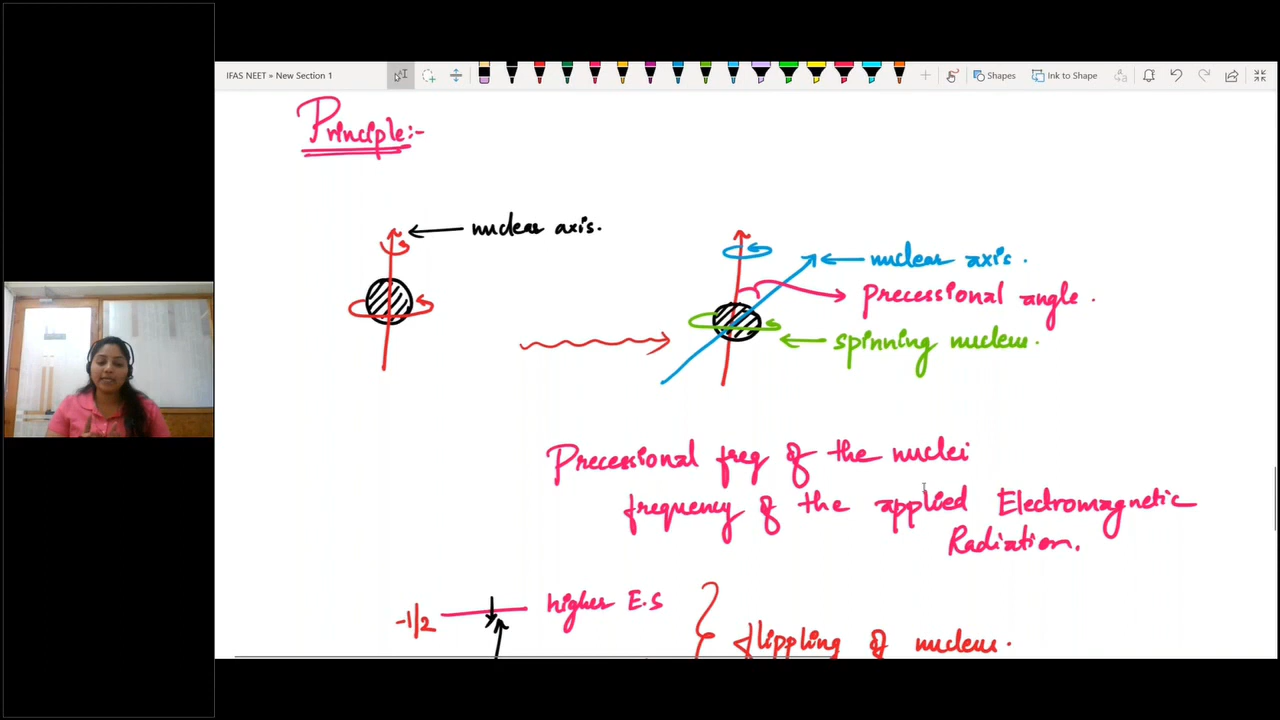 IFAS NEET » New Section 1
Shapes
Ink to Shape
Principle:-
nuclear axis.
nuclear axis.
precessional angle.
spinning nucleus.
Precessional freq of the nuclei
frequency of the applied Electromagnetic
Radiation.
-1/2
higher E.S
flippling of nucleus.